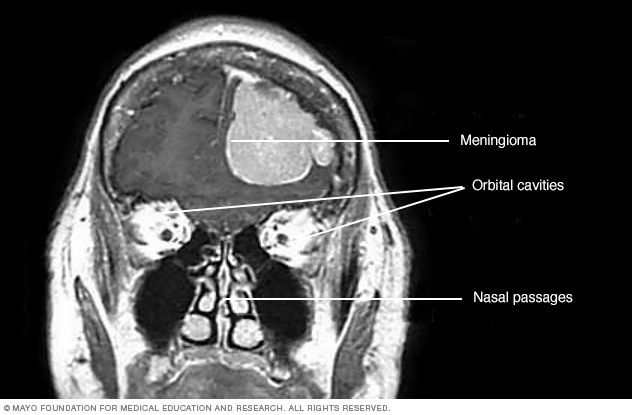 Meningioma
Orbital cavities
Nasal passages
© MAYO FOUNDATION FOR MEDICAL EDUCATION AND RESEARCH. ALL RIGHTS RESERVED.